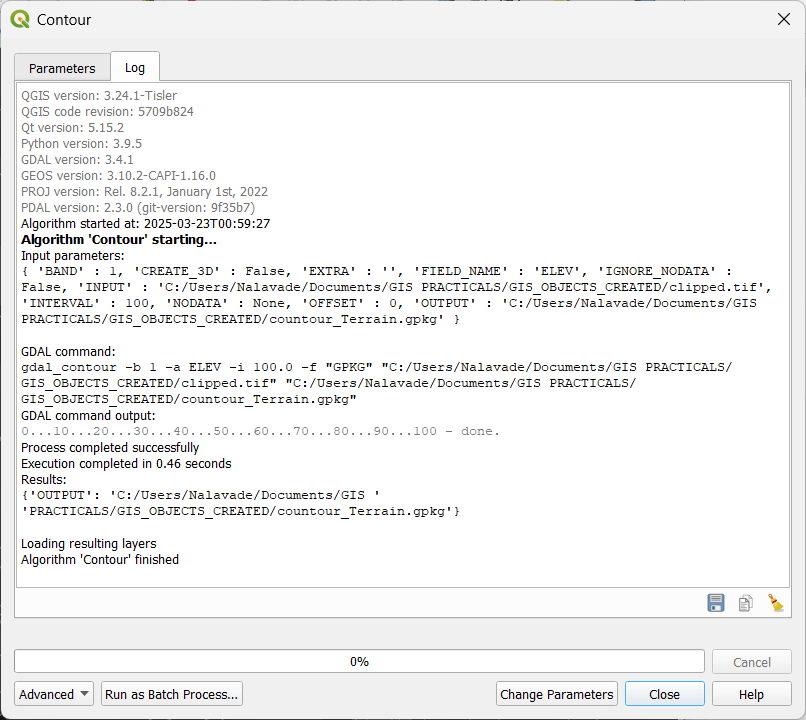 Contour
Parameters
Log
QGIS version: 3.24.1-Tisler
QGIS code revision: 5709b824
Qt version: 5.15.2
Python version: 3.9.5
GDAL version: 3.4.1
GEOS version: 3.10.2-CAPI-1.16.0
PROJ version: Rel. 8.2.1, January 1st, 2022
PDAL version: 2.3.0 (git-version: 9f35b7)
Algorithm started at: 2025-03-23T00:59:27
Algorithm 'Contour' starting...
Input parameters:
{ 'BAND' : 1, 'CREATE_3D' : False, 'EXTRA' : '', 'FIELD_NAME' : 'ELEV', 'IGNORE_NODATA' :
False, 'INPUT' : 'C:/Users/Nalavade/Documents/GIS PRACTICALS/GIS_OBJECTS_CREATED/clipped.tif',
'INTERVAL' : 100, 'NODATA' : None, 'OFFSET' : 0, 'OUTPUT' : 'C:/Users/Nalavade/Documents/GIS
PRACTICALS/GIS_OBJECTS_CREATED/countour_Terrain.gpkg' }
GDAL command:
gdal_contour -b 1 -a ELEV -i 100.0 -f "GPKG" "C:/Users/Nalavade/Documents/GIS PRACTICALS/
GIS_OBJECTS_CREATED/clipped.tif" "C:/Users/Nalavade/Documents/GIS PRACTICALS/
GIS_OBJECTS_CREATED/countour_Terrain.gpkg"
GDAL command output:
0...10...20...30...40...50...60...70...80...90...100 - done.
Process completed successfully
Execution completed in 0.46 seconds
Results:
{'OUTPUT': 'C:/Users/Nalavade/Documents/GIS '
'PRACTICALS/GIS_OBJECTS_CREATED/countour_Terrain.gpkg'}
Loading resulting layers
Algorithm 'Contour' finished
0%
Cancel
Advanced
Run as Batch Process...
Change Parameters
Close
Help